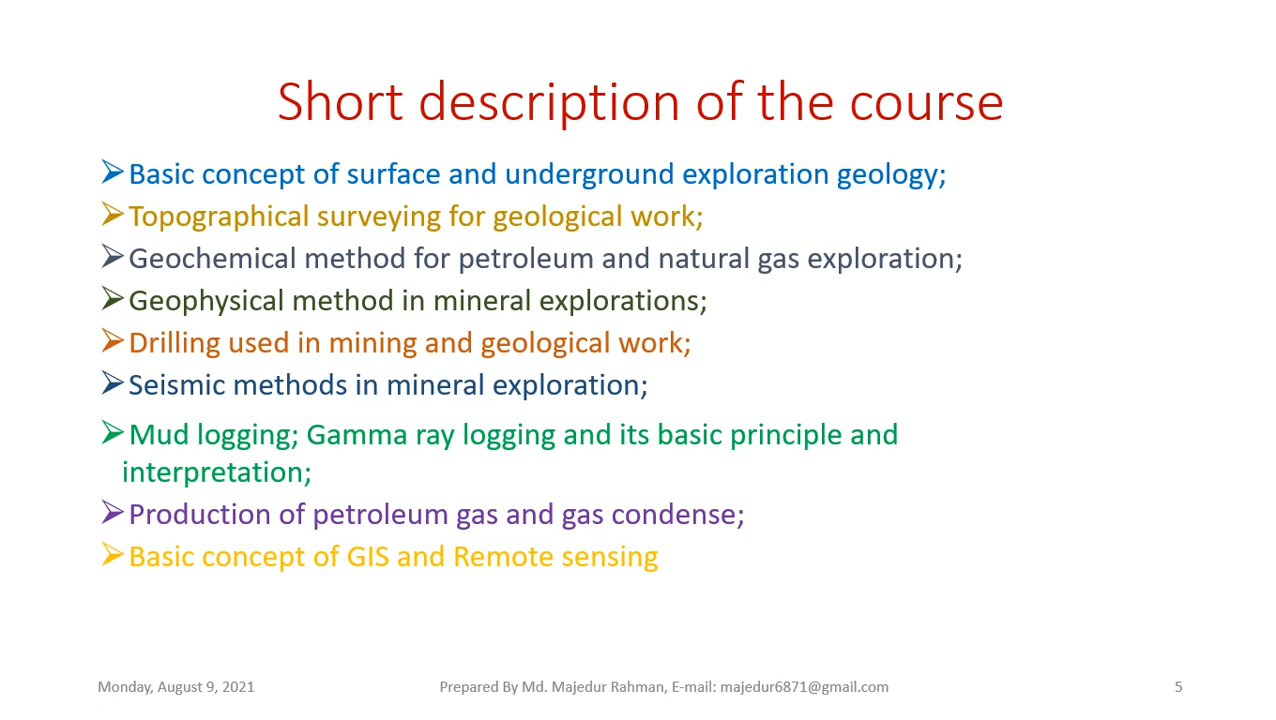 Short description of the course
➢Basic concept of surface and underground exploration geology;
➢Topographical surveying for geological work;
➢Geochemical method for petroleum and natural gas exploration;
➢Geophysical method in mineral explorations;
➢Drilling used in mining and geological work;
➢Seismic methods in mineral exploration;
➢Mud logging; Gamma ray logging and its basic principle and
interpretation;
➢Production of petroleum gas and gas condense;
➢Basic concept of GIS and Remote sensing
Monday, August 9, 2021 Prepared By Md. Majedur Rahman, E-mail: majedur6871@gmail.com 5